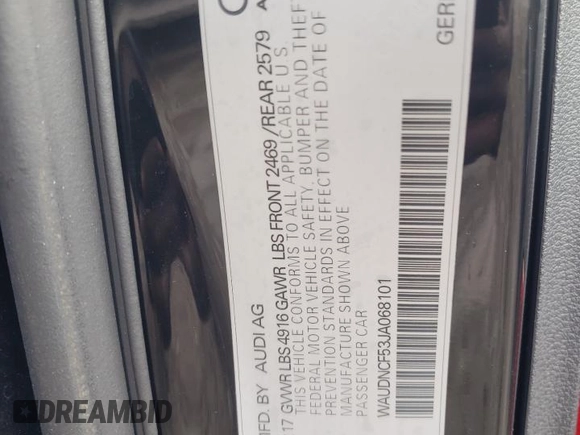 MFD. BY AUDI AG
17 GVWR LBS 4916 GAWR LBS FRONT 2469/REAR 2579
THIS VEHICLE CONFORMS TO ALL APPLICABLE U S
FEDERAL MOTOR VEHICLE SAFETY, BUMPER AND THEF
PREVENTION STANDARDS IN EFFECT ON THE DATE OF
MANUFACTURE SHOWN ABOVE
PASSENGER CAR
WAUDNCF53JA068101
GER
DREAMBID